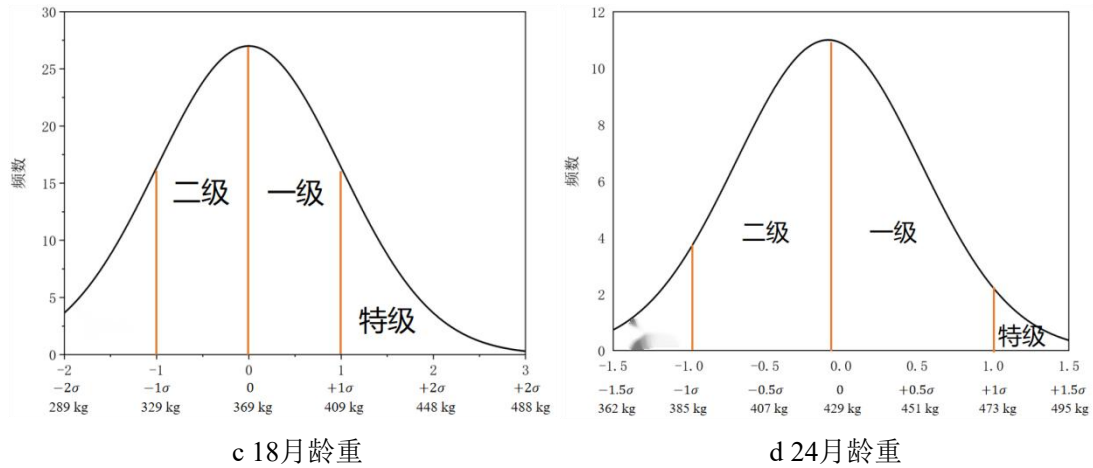 30
25
20
15
10
5
0
频数
二级
一级
特级
-2 -1 0 1 2 3
−2σ −1σ 0 +1σ +2σ +2σ
289 kg 329 kg 369 kg 409 kg 448 kg 488 kg
c 18月龄重
12
10
8
6
4
2
0
频数
二级
一级
特级
-1.5 -1.0 -0.5 0.0 0.5 1.0 1.5
−1.5σ −1σ −0.5σ 0 +0.5σ +1σ +1.5σ
362 kg 385 kg 407 kg 429 kg 451 kg 473 kg 495 kg
d 24月龄重